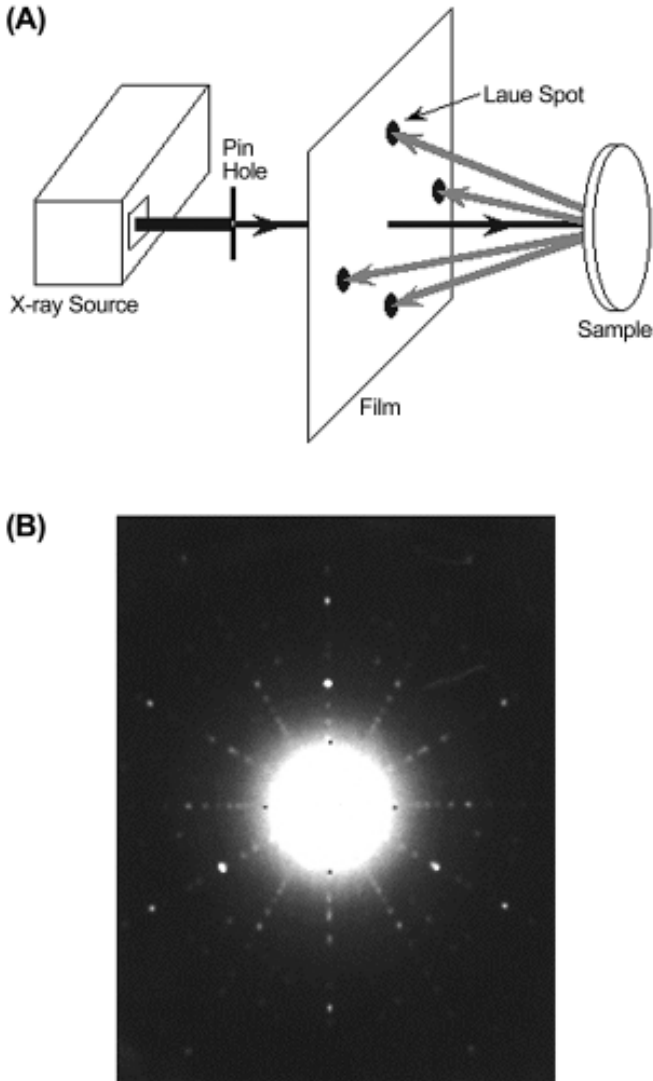 (A)
Laue Spot
Pin
Hole
X-ray Source
Sample
Film
(B)